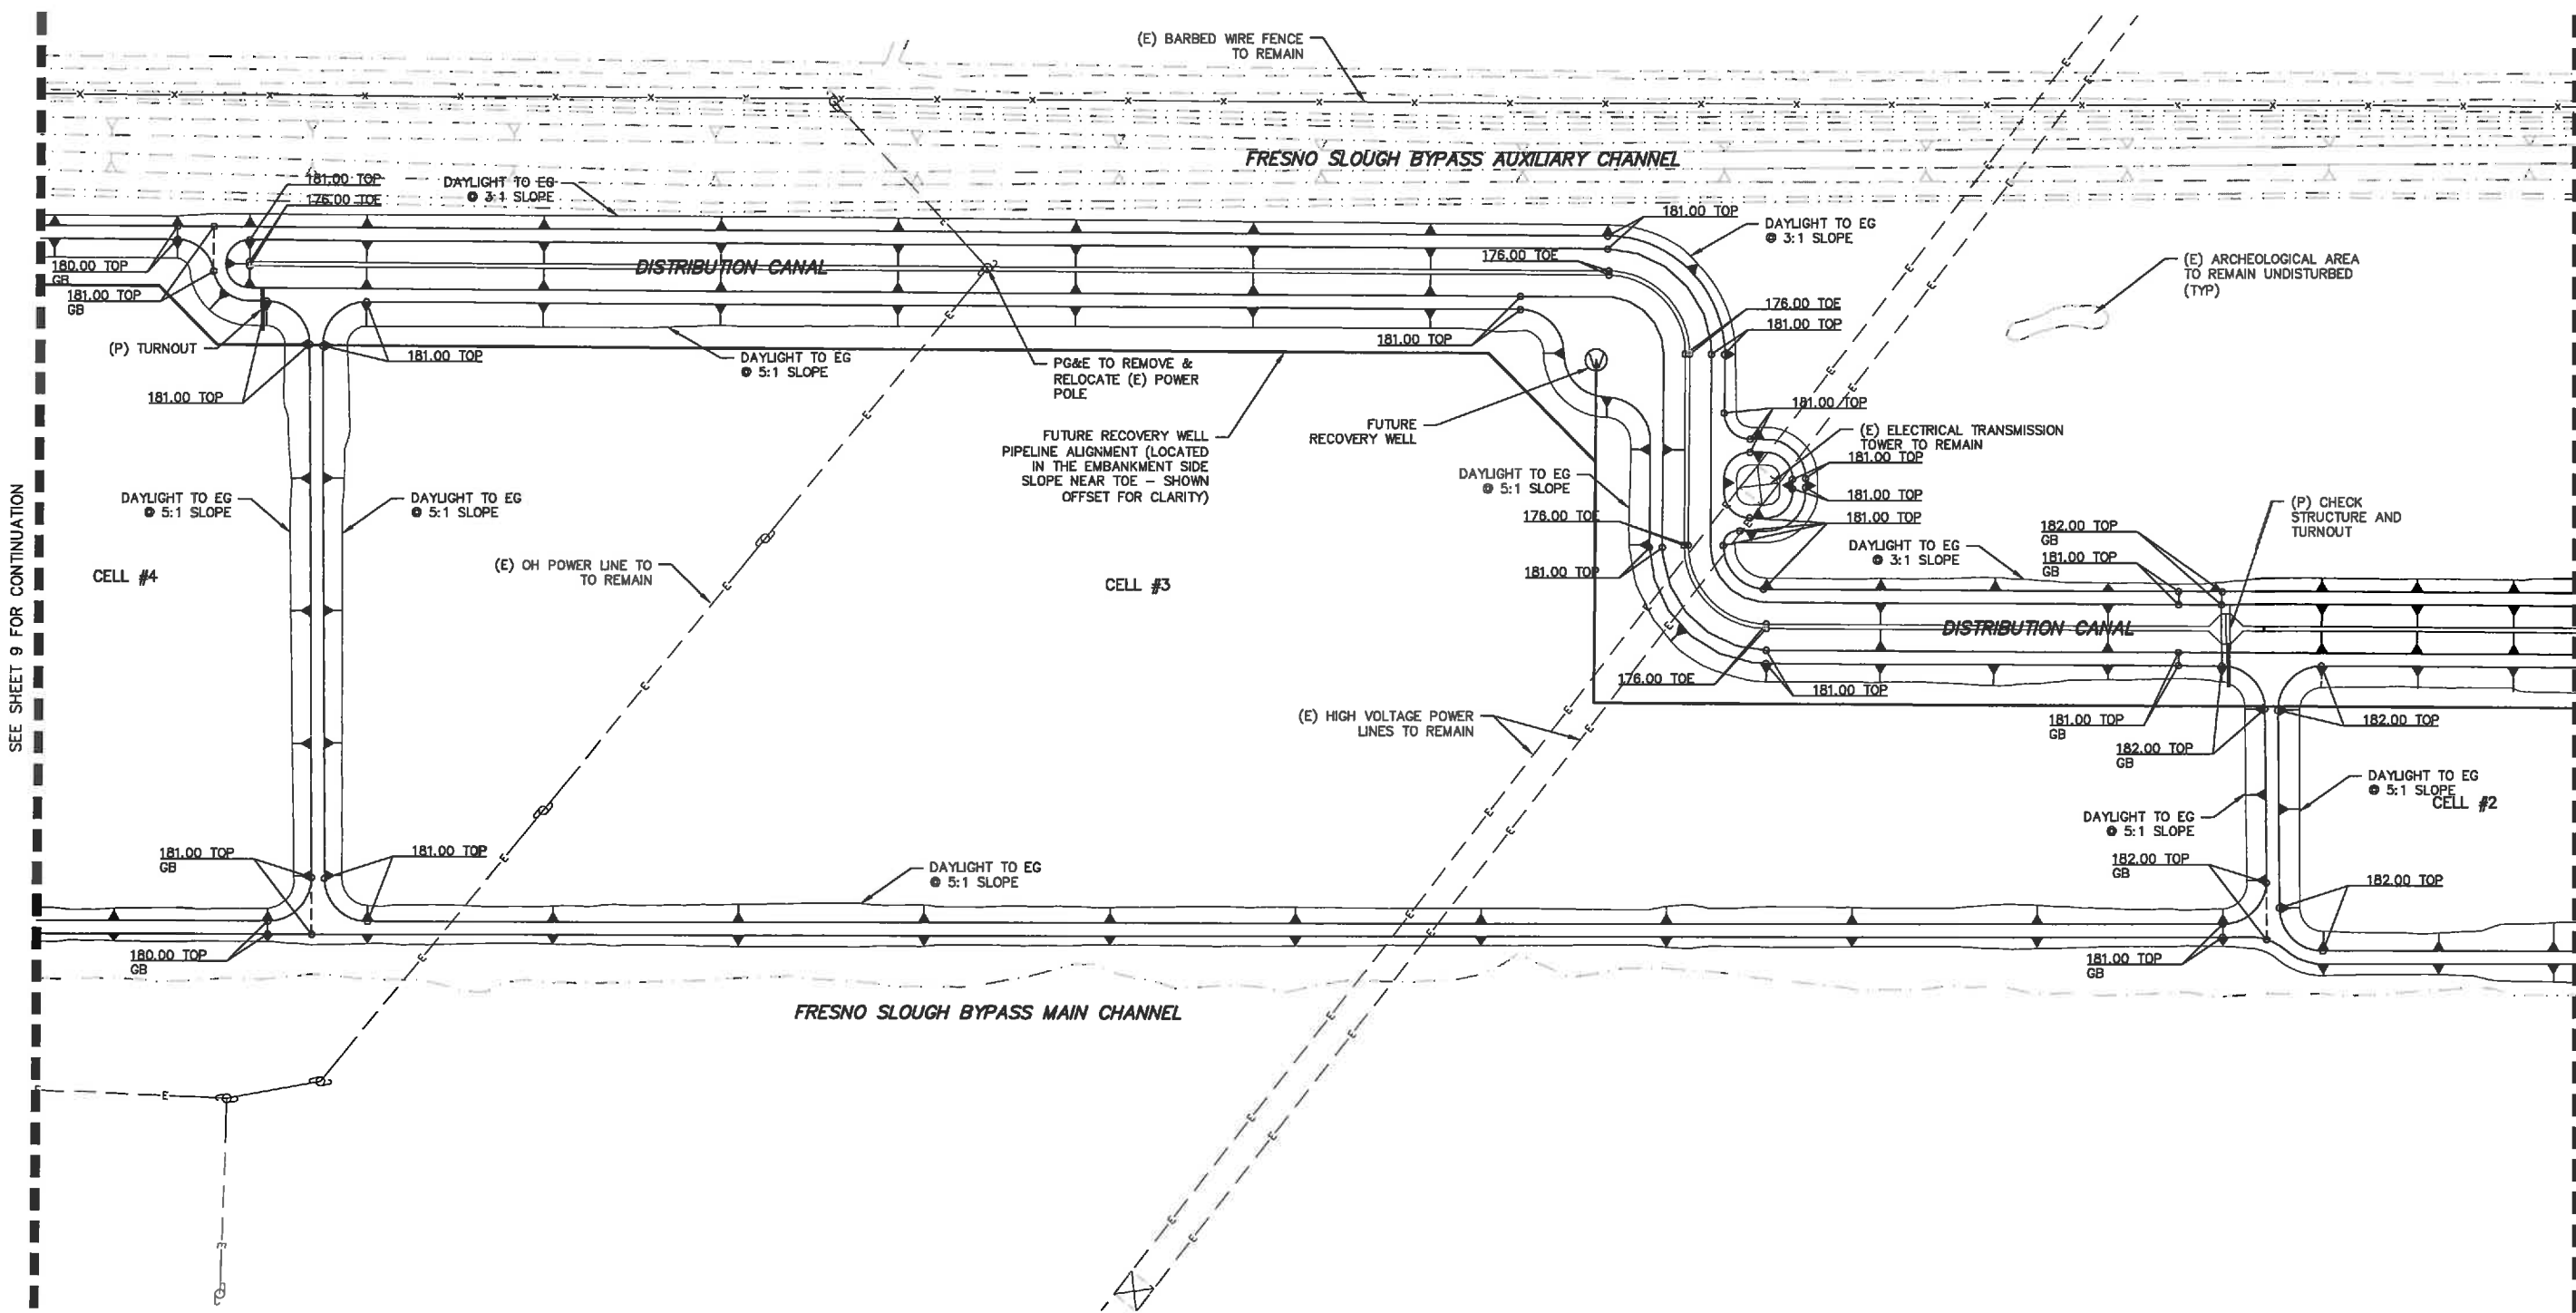 (E) BARBED WIRE FENCE
TO REMAIN
FRESNO SLOUGH BYPASS AUXILIARY CHANNEL
181.00 TOP
176.00 TOE
DAYLIGHT TO EG
@ 3:1 SLOPE
181.00 TOP
DAYLIGHT TO EG
@ 3:1 SLOPE
180.00 TOP
GB
181.00 TOP
GB
DISTRIBUTION CANAL
176.00 TOE
(E) ARCHEOLOGICAL AREA
TO REMAIN UNDISTURBED
(TYP)
176.00 TOE
181.00 TOP
(P) TURNOUT
181.00 TOP
181.00 TOP
DAYLIGHT TO EG
@ 5:1 SLOPE
PG&E TO REMOVE &
RELOCATE (E) POWER
POLE
181.00 TOP
W
181.00 TOP
FUTURE
RECOVERY WELL
FUTURE RECOVERY WELL
PIPELINE ALIGNMENT (LOCATED
IN THE EMBANKMENT SIDE
SLOPE NEAR TOE – SHOWN
OFFSET FOR CLARITY)
(E) ELECTRICAL TRANSMISSION
TOWER TO REMAIN
181.00 TOP
181.00 TOP
181.00 TOP
DAYLIGHT TO EG
@ 5:1 SLOPE
176.00 TOE
181.00 TOP
SEE SHEET 9 FOR CONTINUATION
DAYLIGHT TO EG
@ 5:1 SLOPE
DAYLIGHT TO EG
@ 5:1 SLOPE
(P) CHECK
STRUCTURE AND
TURNOUT
182.00 TOP
GB
181.00 TOP
GB
DAYLIGHT TO EG
@ 3:1 SLOPE
CELL #4
(E) OH POWER LINE TO
TO REMAIN
CELL #3
DISTRIBUTION CANAL
176.00 TOE
181.00 TOP
(E) HIGH VOLTAGE POWER
LINES TO REMAIN
181.00 TOP
GB
182.00 TOP
GB
182.00 TOP
DAYLIGHT TO EG
@ 5:1 SLOPE
CELL #2
DAYLIGHT TO EG
@ 5:1 SLOPE
181.00 TOP
GB
181.00 TOP
DAYLIGHT TO EG
@ 5:1 SLOPE
182.00 TOP
GB
182.00 TOP
180.00 TOP
GB
181.00 TOP
GB
FRESNO SLOUGH BYPASS MAIN CHANNEL